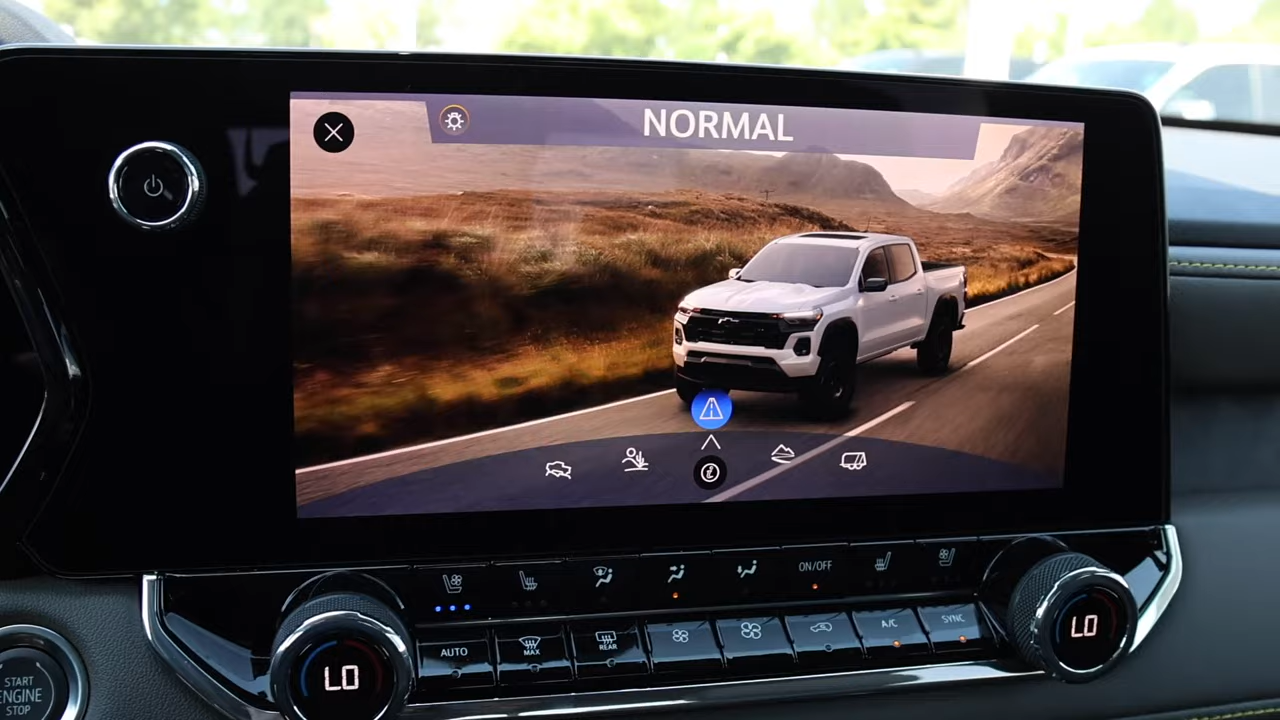 NORMAL
ON/OFF
AUTO
MAX
REAR
A/C
SYNC
LO
LO
START
ENGINE
STOP